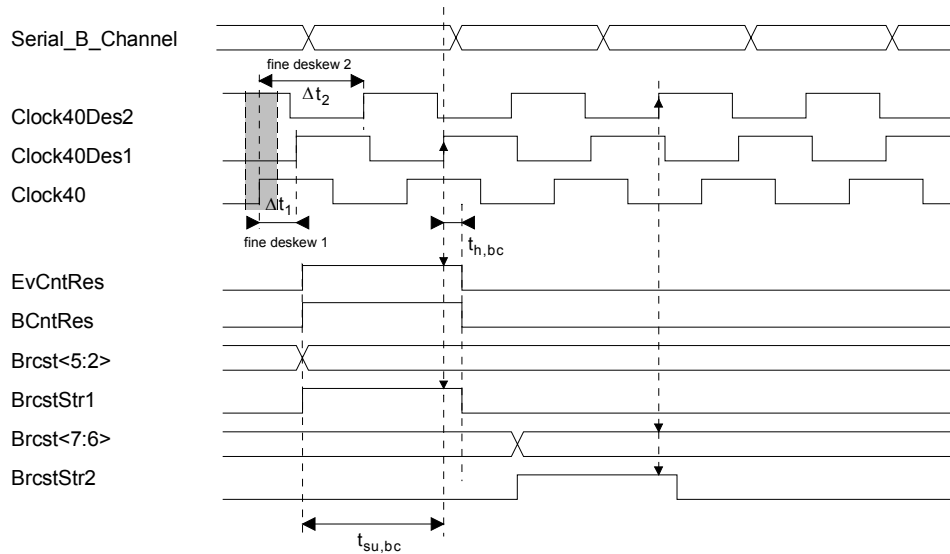 Serial_B_Channel
fine deskew 2
Δt2
Clock40Des2
Clock40Des1
Clock40
Δt1
fine deskew 1
th,bc
EvCntRes
BCntRes
Brcst<5:2>
BrcstStr1
Brcst<7:6>
BrcstStr2
tsu,bc